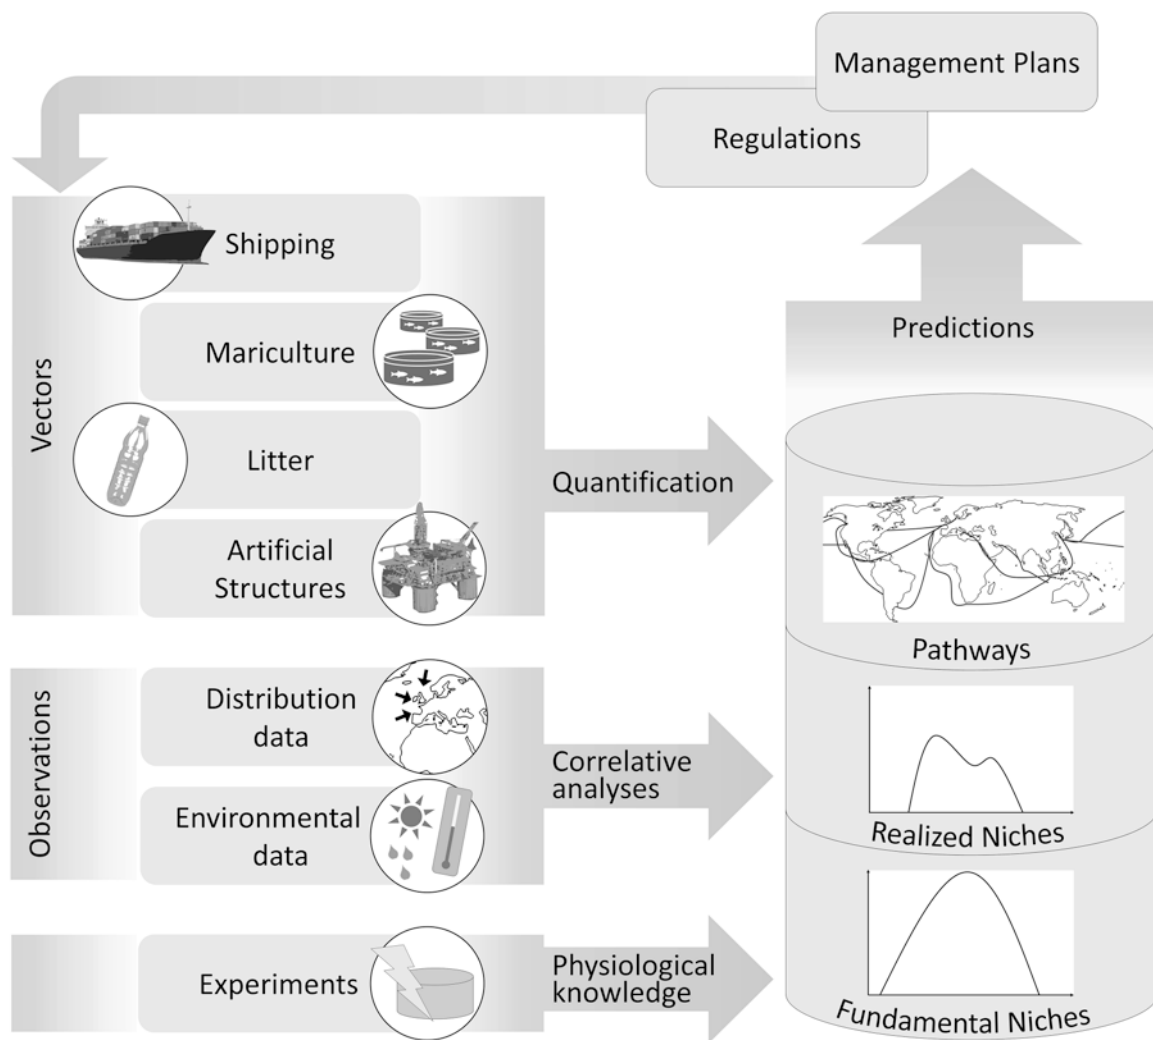 Management Plans
Regulations
Vectors
Shipping
Mariculture
Litter
Artificial
Structures
Quantification
Predictions
Pathways
Observations
Distribution
data
Environmental
data
Correlative
analyses
Realized Niches
Experiments
Physiological
knowledge
Fundamental Niches